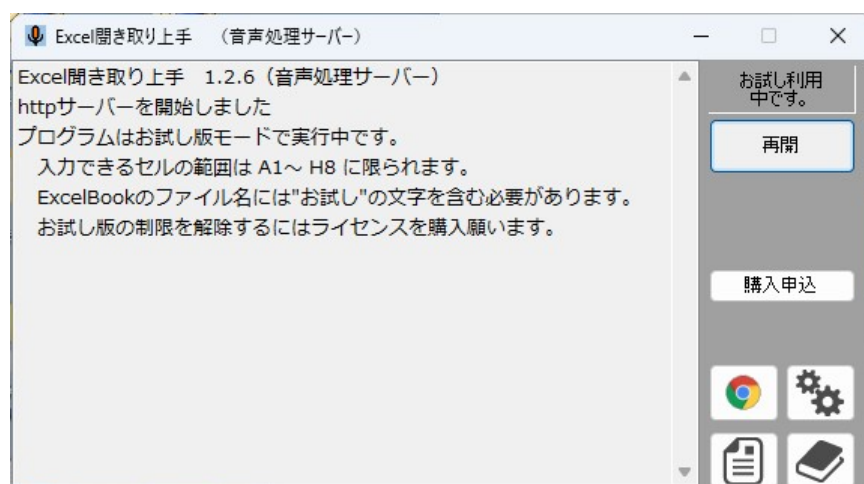 Excel聞き取り上手　（音声処理サーバー）
Excel聞き取り上手　1.2.6（音声処理サーバー）
httpサーバーを開始しました
プログラムはお試し版モードで実行中です。
　入力できるセルの範囲は A1～ H8 に限られます。
　ExcelBookのファイル名には"お試し"の文字を含む必要があります。
　お試し版の制限を解除するにはライセンスを購入願います。
お試し利用
中です。
再開
購入申込